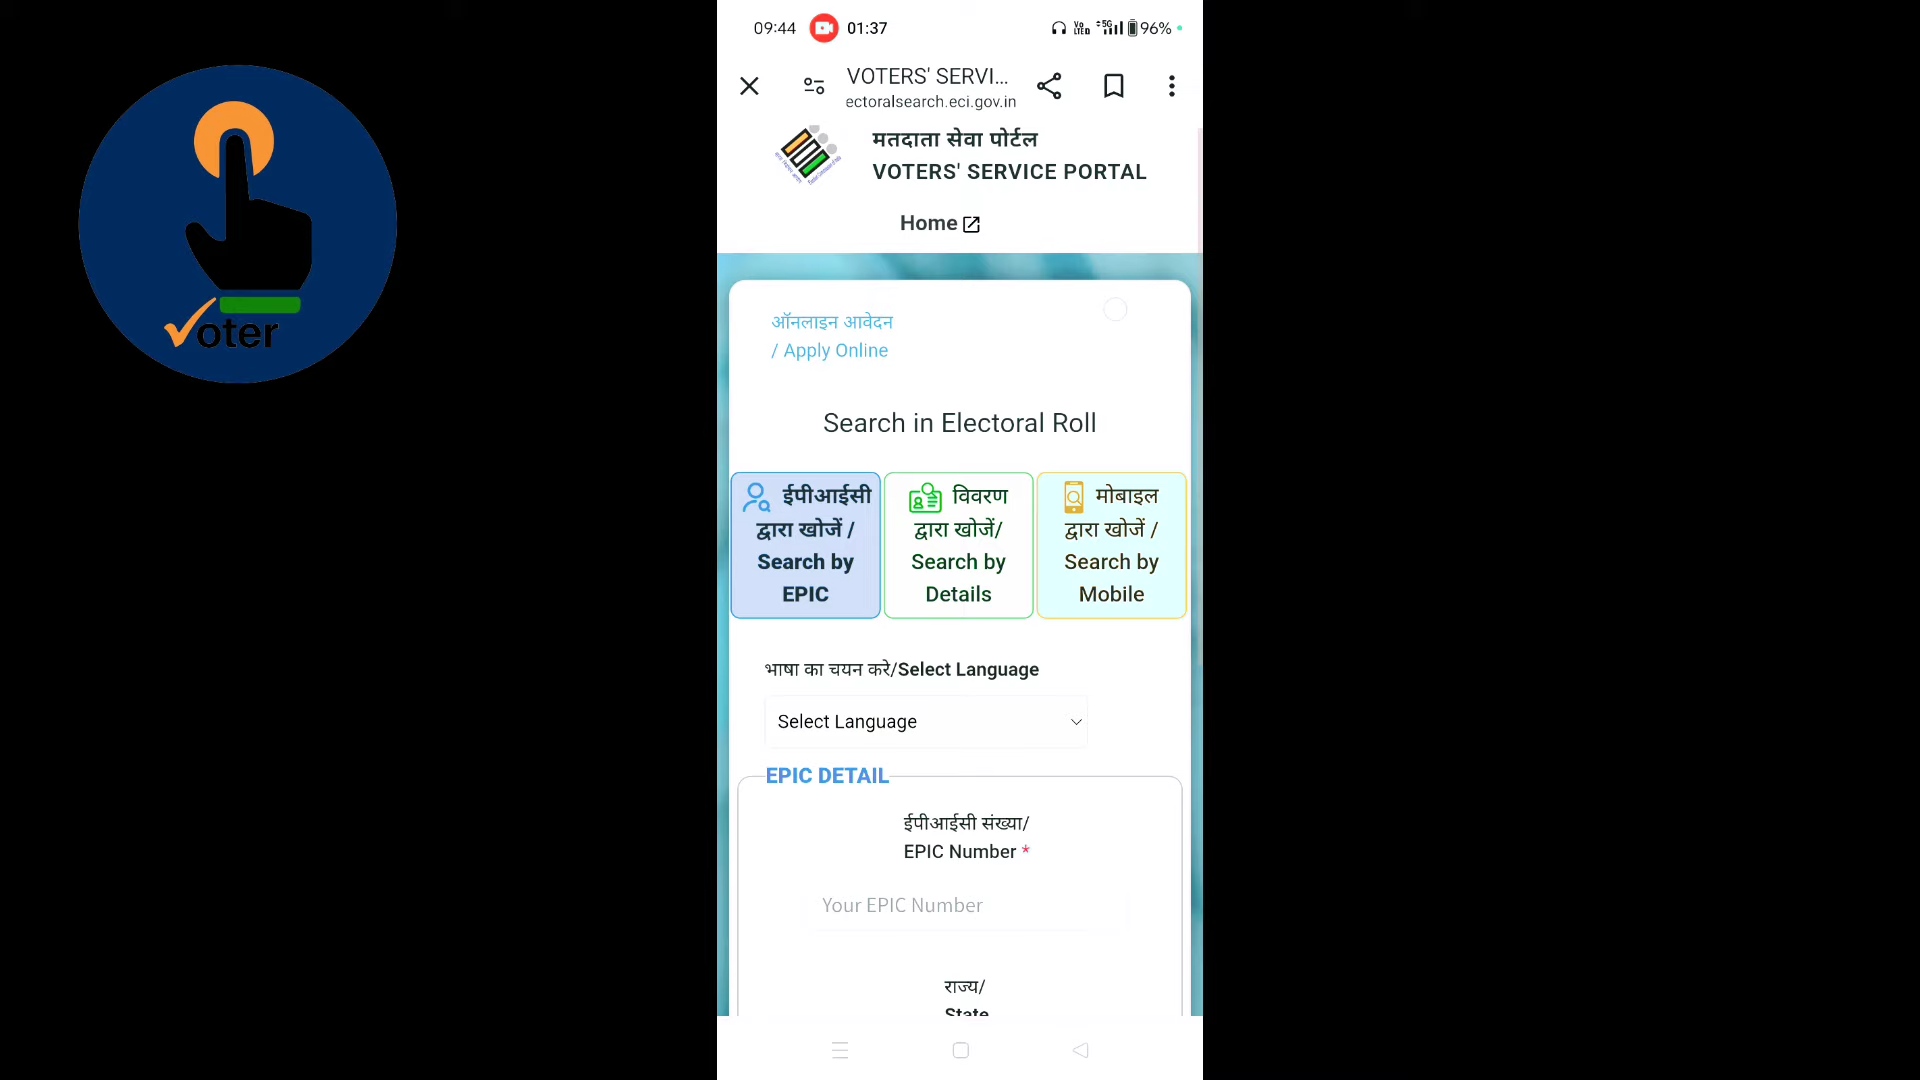 09:44 01:37 Vo LTE 5G 96%
VOTERS' SERVI...
ectoralsearch.eci.gov.in
मतदाता सेवा पोर्टल
VOTERS' SERVICE PORTAL
Home
oter
ऑनलाइन आवेदन
/ Apply Online
Search in Electoral Roll
ईपीआईसी
द्वारा खोजें /
Search by
EPIC
विवरण
द्वारा खोजें/
Search by
Details
मोबाइल
द्वारा खोजें /
Search by
Mobile
भाषा का चयन करे/Select Language
Select Language
EPIC DETAIL
ईपीआईसी संख्या/
EPIC Number *
Your EPIC Number
राज्य/
State